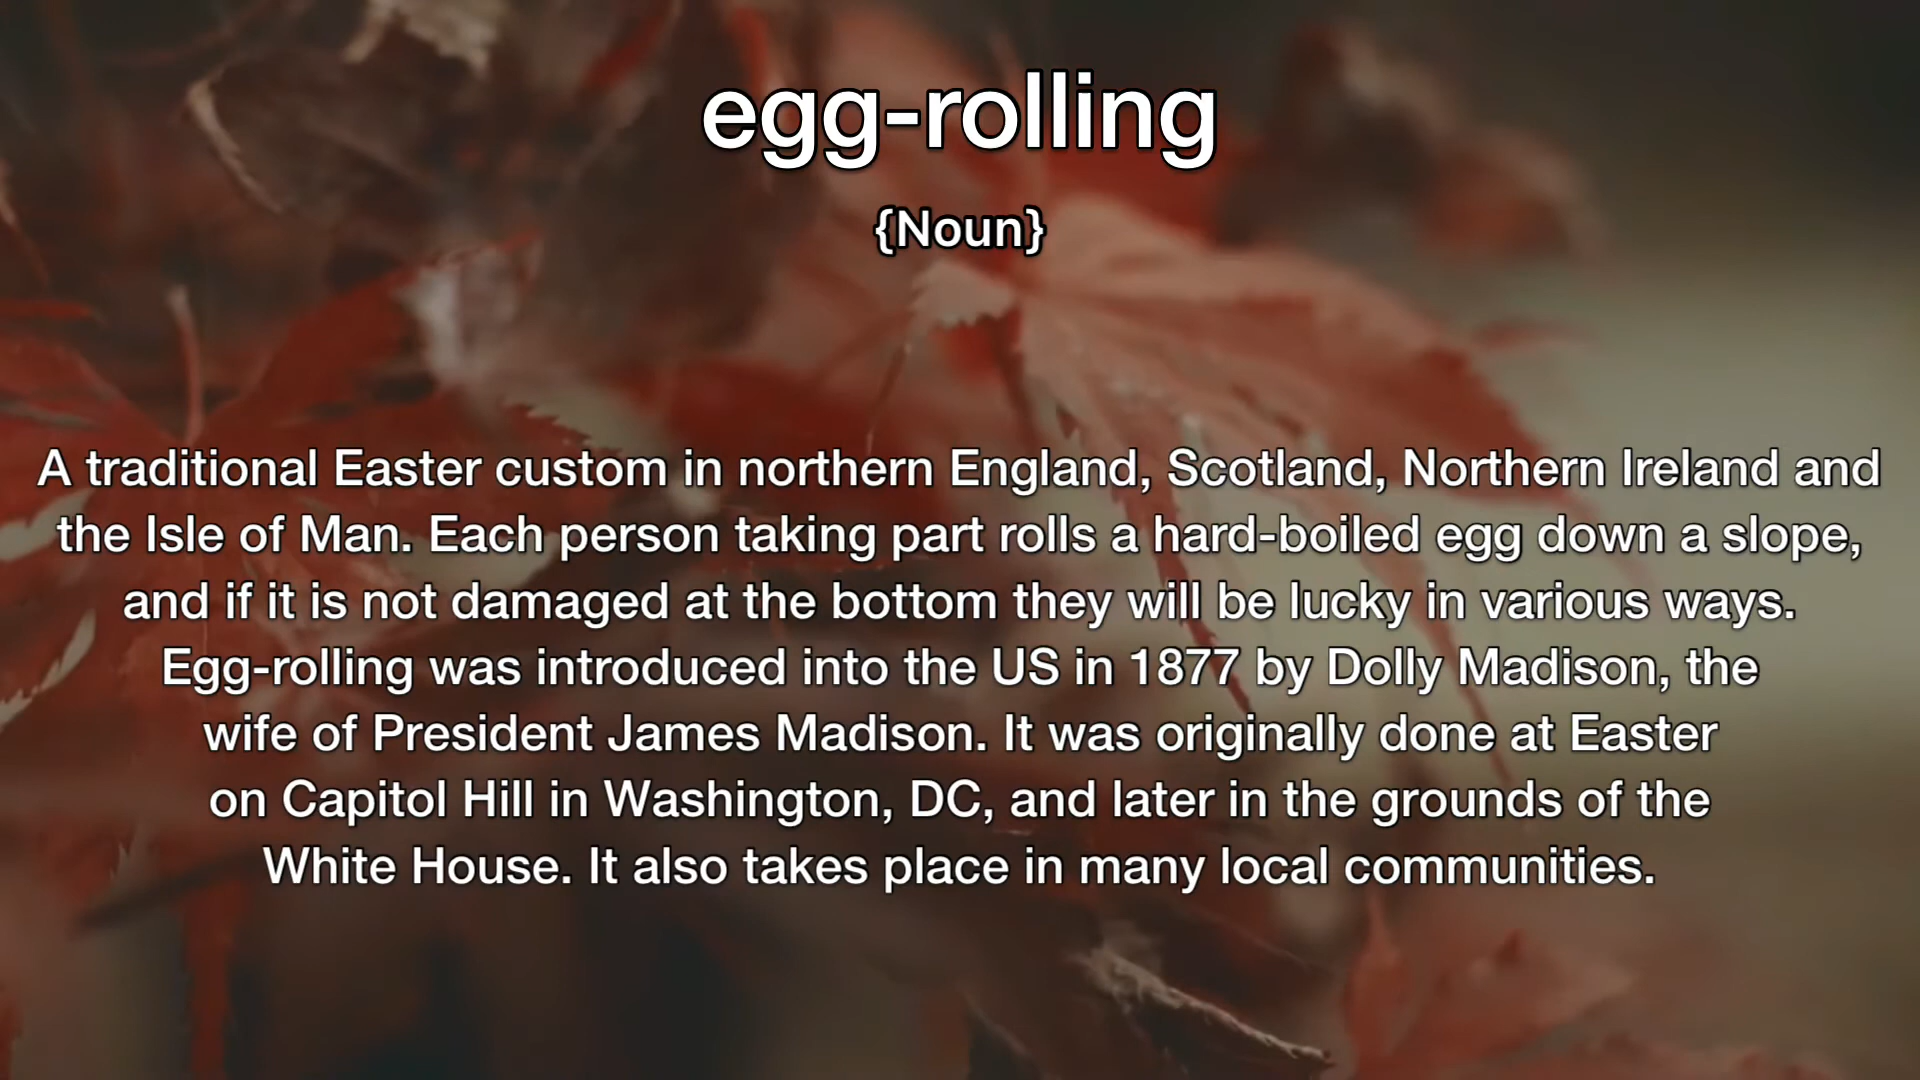 egg-rolling
{Noun}
A traditional Easter custom in northern England, Scotland, Northern Ireland and
the Isle of Man. Each person taking part rolls a hard-boiled egg down a slope,
and if it is not damaged at the bottom they will be lucky in various ways.
Egg-rolling was introduced into the US in 1877 by Dolly Madison, the
wife of President James Madison. It was originally done at Easter
on Capitol Hill in Washington, DC, and later in the grounds of the
White House. It also takes place in many local communities.